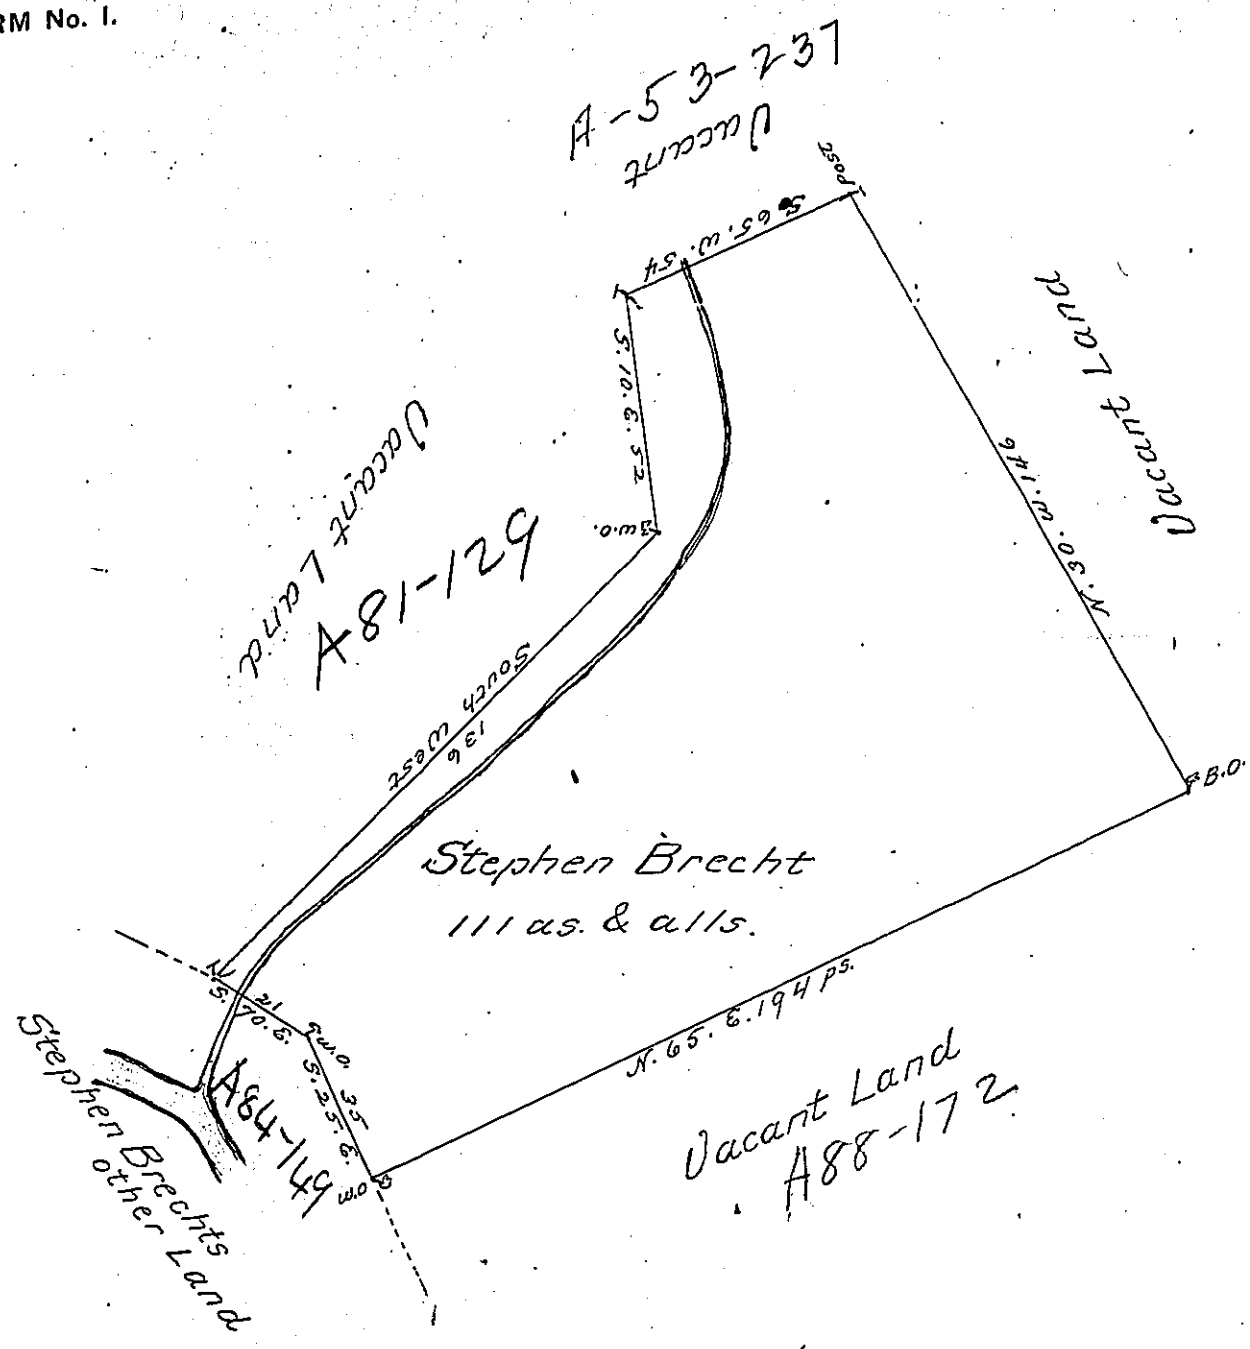 RM No. 1.
A-53-237
Vacant
Post
S. 65. W. 54
S. 10. E. 52
W.O.
Vacant Land
A81-129
South West
136
Vacant Land
N. 30. W. 146
B.O.
Stephen Brecht
111 as. & alls.
N. 65. E. 194 Ps.
S. 70. E.
21
W.O.
S. 25. E.
35
W.O
A84-149
Stephen Brechts
other Land
Vacant Land
A88-172